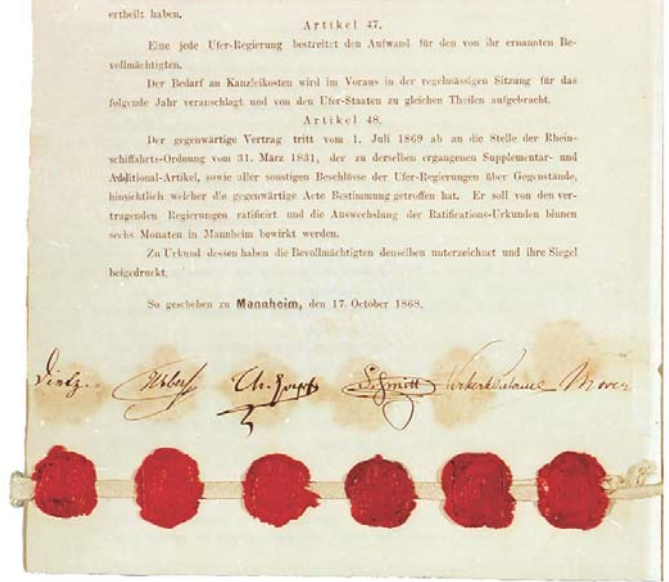 ertheilt haben.
Artikel 47.
Eine jede Ufer-Regierung bestreitet den Aufwand für den von ihr ernannten Be-
vollmächtigten.
Der Bedarf an Kanzleikosten wird im Voraus in der regelmässigen Sitzung für das
folgende Jahr veranschlagt und von den Ufer-Staaten zu gleichen Theilen aufgebracht.
Artikel 48.
Der gegenwärtige Vertrag tritt vom 1. Juli 1869 ab an die Stelle der Rhein-
schiffahrts-Ordnung vom 31. März 1831, der zu derselben ergangenen Supplementar- und
Additional-Artikel, sowie aller sonstigen Beschlüsse der Ufer-Regierungen über Gegenstände,
hinsichtlich welcher die gegenwärtige Acte Bestimmung getroffen hat. Er soll von den ver-
tragenden Regierungen ratificirt und die Auswechslung der Ratifications-Urkunden binnen
sechs Monaten in Mannheim bewirkt werden.
Zu Urkund dessen haben die Bevollmächtigten denselben unterzeichnet und ihre Siegel
beigedruckt.
So geschehen zu Mannheim, den 17. October 1868.
Dietz. Schmitt